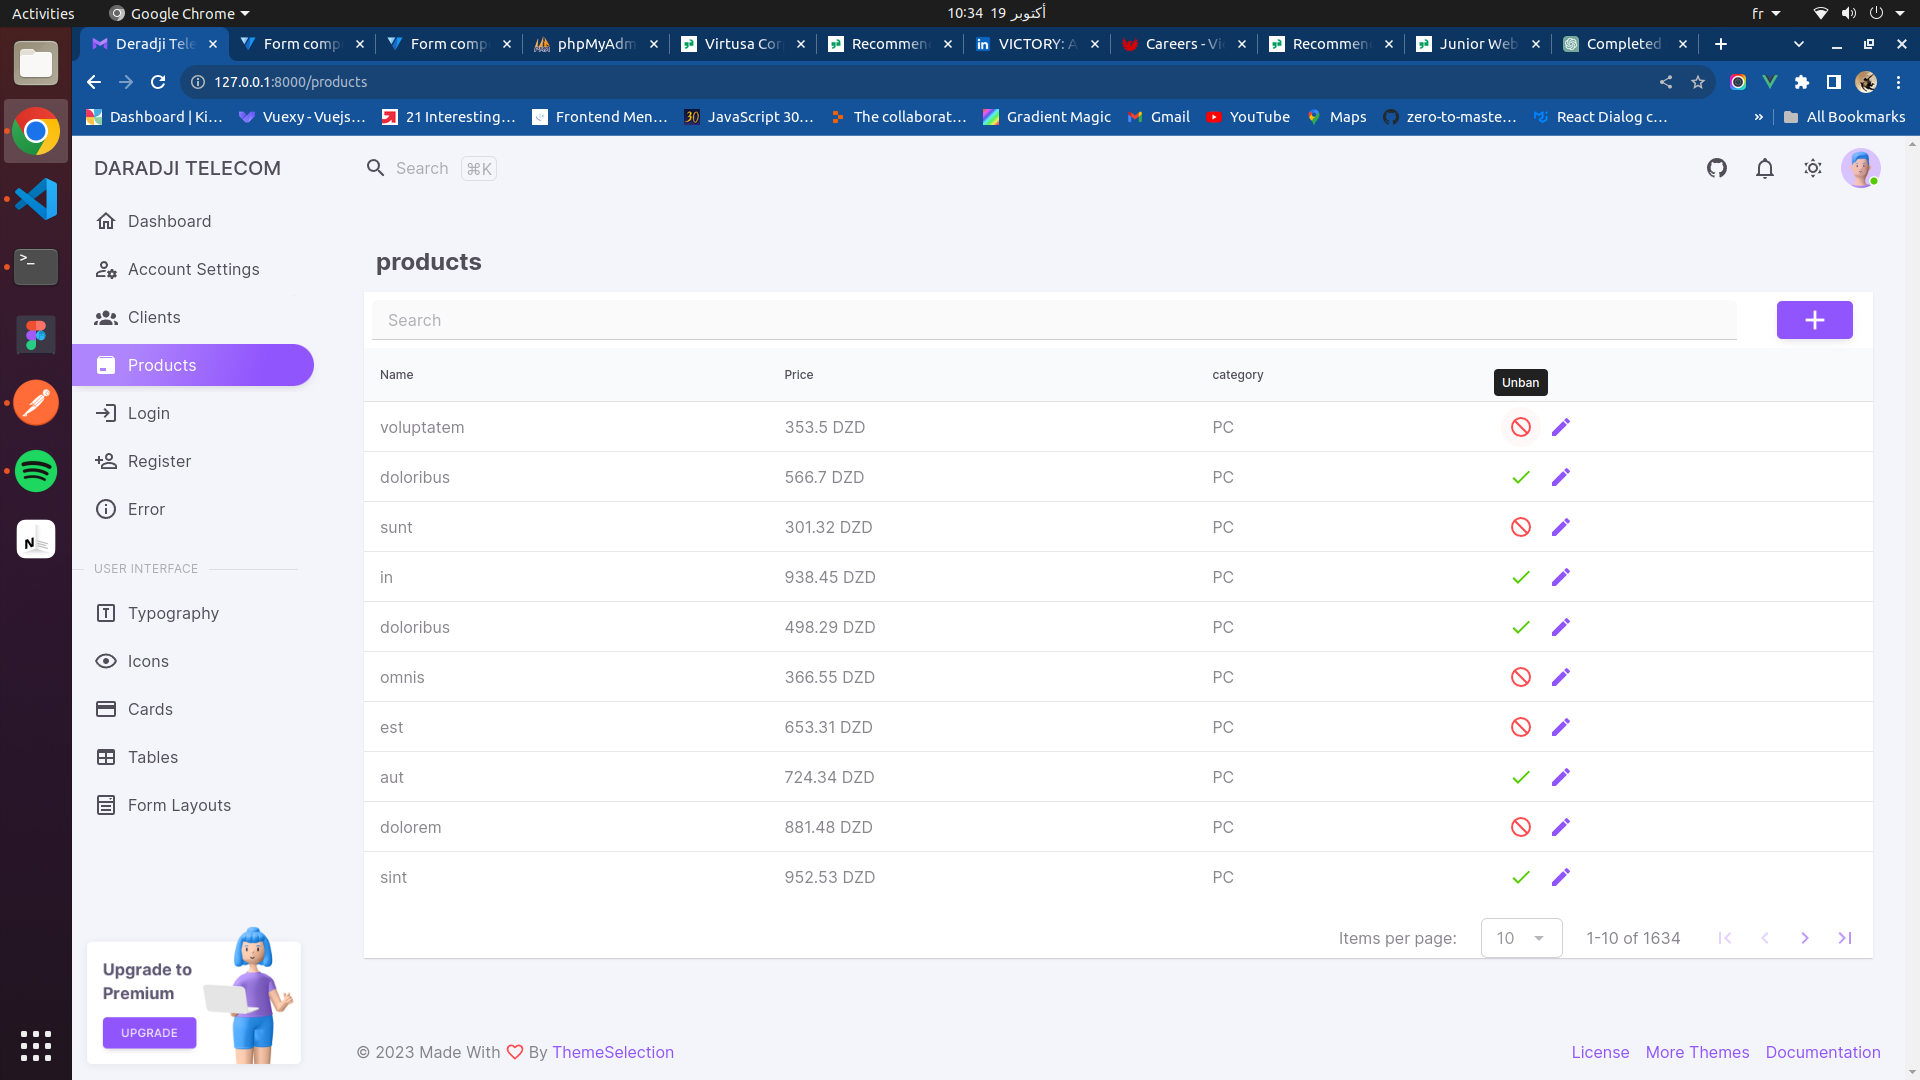 Activities
Google Chrome
أكتوبر 19 10:34
fr
Deradji Tele
Form comp
Form comp
phpMyAdm
Virtusa Cor
Recommen
VICTORY: A
Careers - Vi
Recommen
Junior Web
Completed
127.0.0.1:8000/products
Dashboard | Ki…
Vuexy - Vuejs…
21 Interesting…
Frontend Men…
30 JavaScript 30…
The collaborat…
Gradient Magic
Gmail
YouTube
Maps
zero-to-maste…
React Dialog c…
»
All Bookmarks
DARADJI TELECOM
Search ⌘K
Dashboard
Account Settings
Clients
Products
Login
Register
Error
USER INTERFACE
Typography
Icons
Cards
Tables
Form Layouts
Upgrade to
Premium
UPGRADE
products
Search
+
Name Price category
Unban
voluptatem 353.5 DZD PC
doloribus 566.7 DZD PC
sunt 301.32 DZD PC
in 938.45 DZD PC
doloribus 498.29 DZD PC
omnis 366.55 DZD PC
est 653.31 DZD PC
aut 724.34 DZD PC
dolorem 881.48 DZD PC
sint 952.53 DZD PC
Items per page: 10 1-10 of 1634
© 2023 Made With ♡ By ThemeSelection
License More Themes Documentation